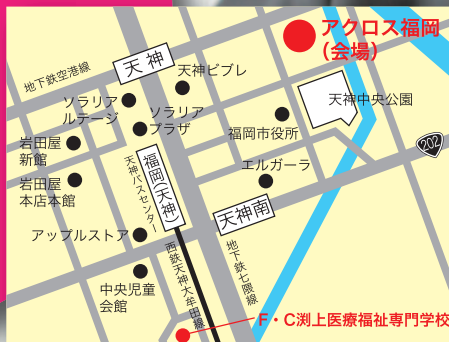 アクロス福岡
(会場)
地下鉄空港線
天神
天神ビブレ
ソラリア
ルテージ
ソラリア
プラザ
天神中央公園
岩田屋
新館
福岡市役所
202
岩田屋
本店本館
天神バスセンター
福岡(天神)
エルガーラ
天神南
アップルストア
西鉄天神大牟田線
地下鉄七隈線
中央児童
会館
F・C渕上医療福祉専門学校